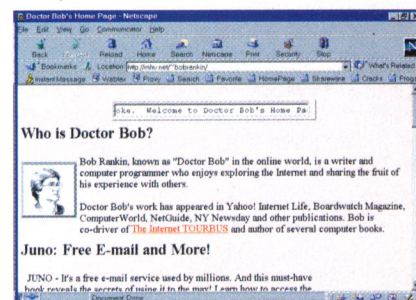 Doctor Bob's Home Page - Netscape
File Edit View Go Communicator Help
Back Reload Home Search Netscape Print Security Stop
Bookmarks Location: http://mhv.net/~bobrankin/ What's Related
Instant Message WebTV Proxy Search Favorite HomePage Shareware Cracks Prog
oke. Welcome to Doctor Bob's Home Pa
Who is Doctor Bob?
Bob Rankin, known as "Doctor Bob" in the online world, is a writer and
computer programmer who enjoys exploring the Internet and sharing the fruit of
his experience with others.
Doctor Bob's work has appeared in Yahoo! Internet Life, Boardwatch Magazine,
ComputerWorld, NetGuide, NY Newsday and other publications. Bob is
co-driver of The Internet TOURBUS and author of several computer books.
Juno: Free E-mail and More!
JUNO - It's a free e-mail service used by millions. And this must-have
book reveals the secrets of using it to the max! Learn how to access the
Document: Done